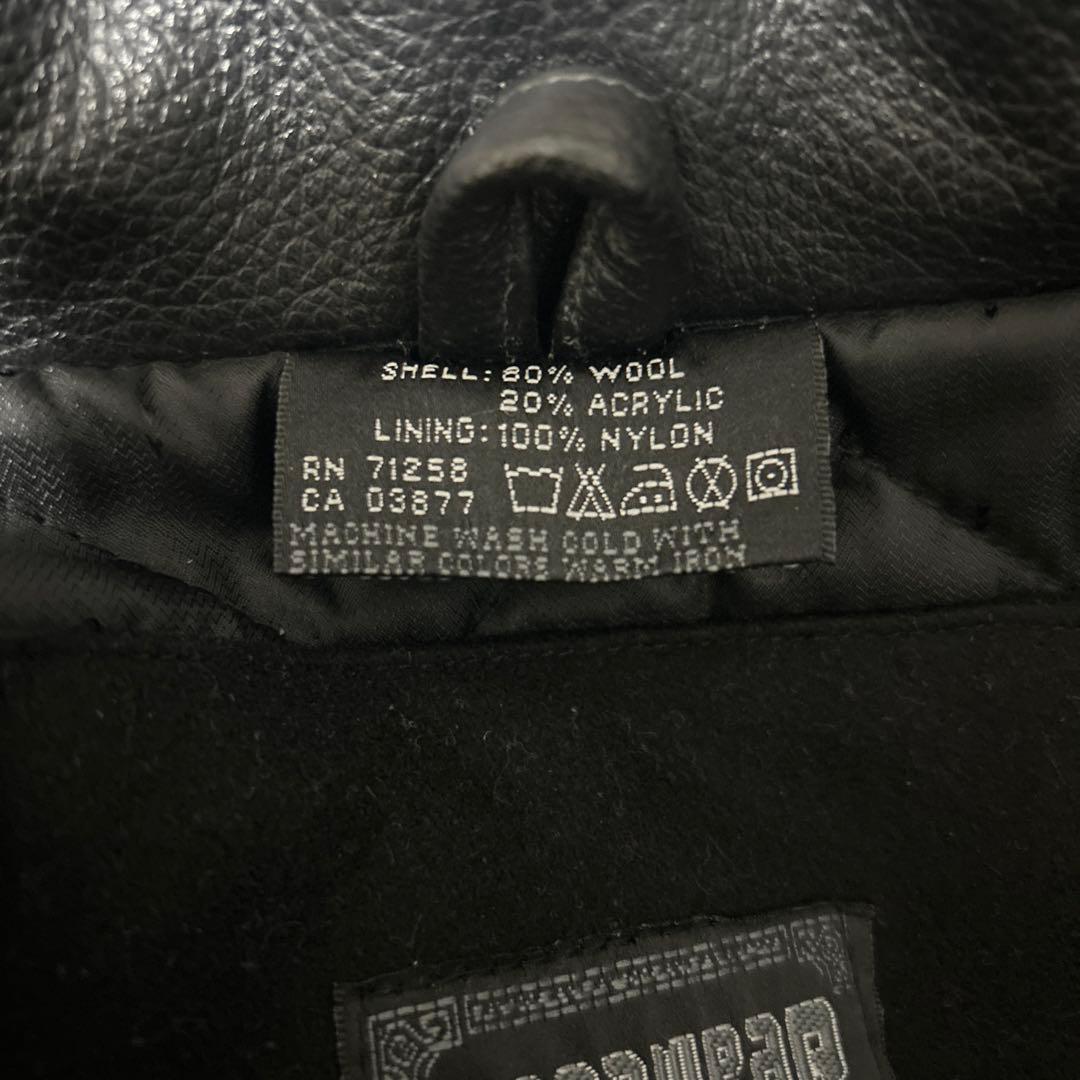 SHELL: 80% WOOL
20% ACRYLIC
LINING: 100% NYLON
RN 71258
CA 03877
MACHINE WASH COLD WITH
SIMILAR COLORS WARM IRON